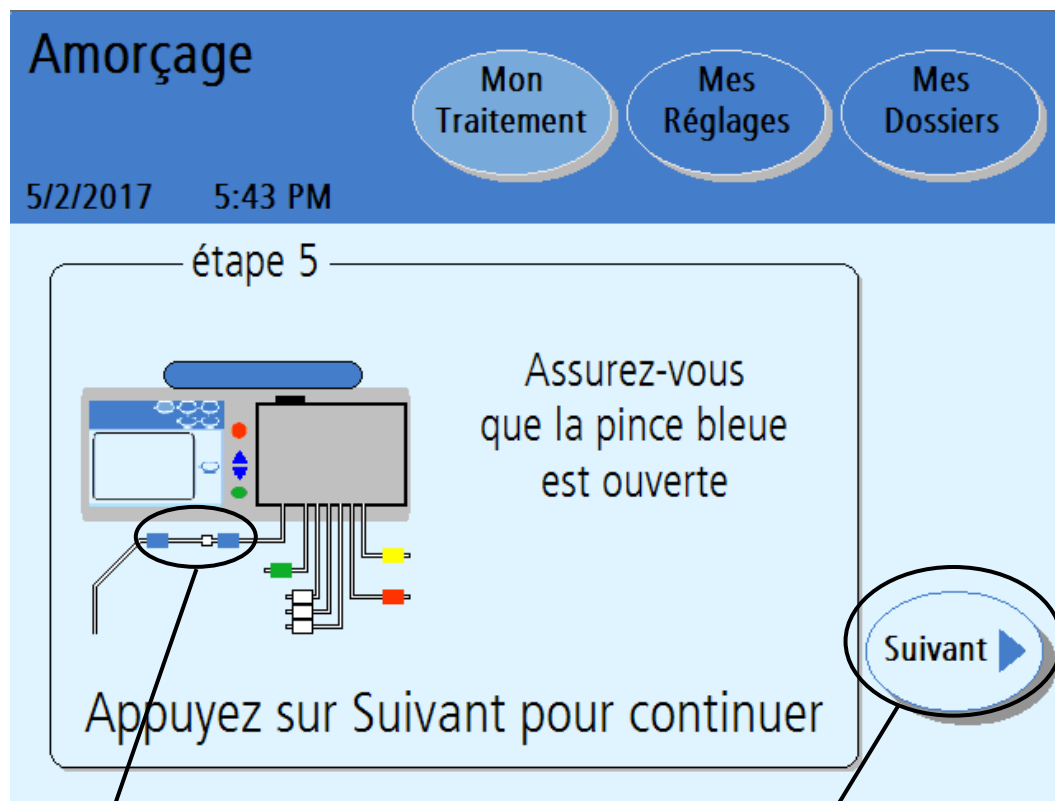 Amorçage
Mon
Traitement
Mes
Réglages
Mes
Dossiers
5/2/2017 5:43 PM
étape 5
Assurez-vous
que la pince bleue
est ouverte
Suivant
Appuyez sur Suivant pour continuer